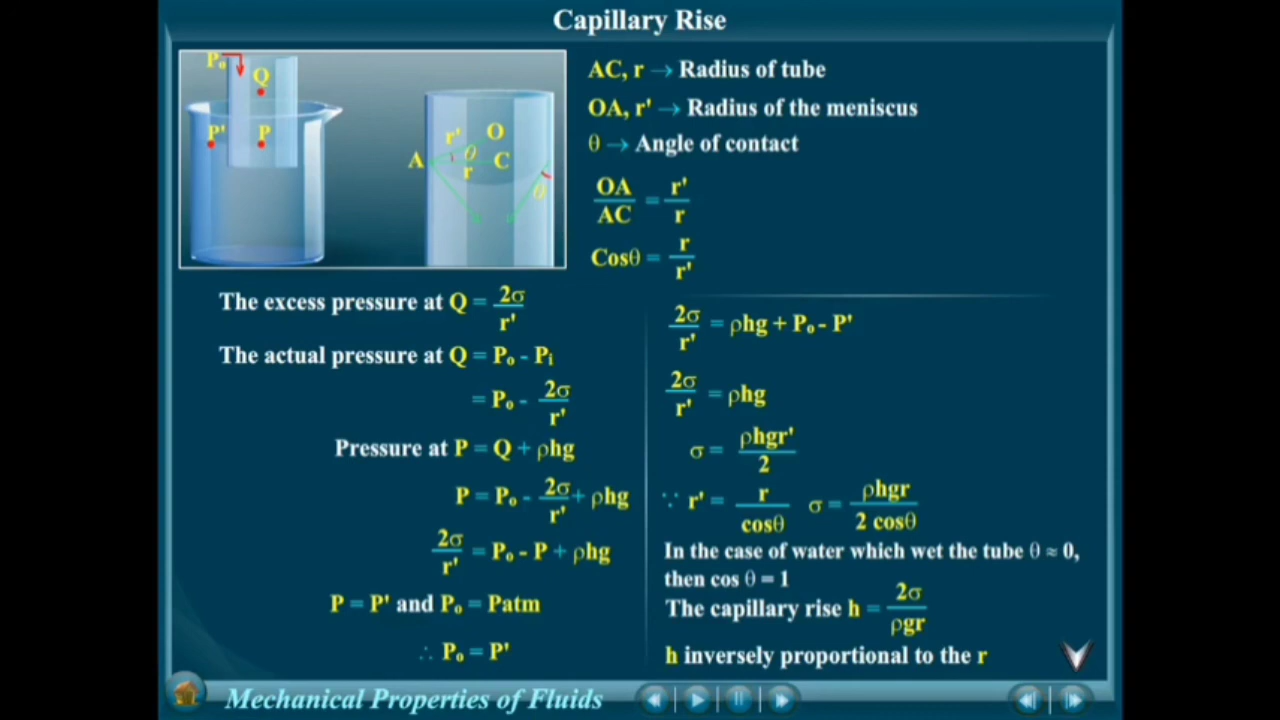 Capillary Rise
Pₒ
Q
P'
P
r'
O
θ
A
C
r
θ
AC, r → Radius of tube
OA, r' → Radius of the meniscus
θ → Angle of contact
OA/AC = r'/r
Cosθ = r/r'
The excess pressure at Q = 2σ/r'
The actual pressure at Q = Pₒ - Pᵢ
= Pₒ - 2σ/r'
Pressure at P = Q + ρhg
P = Pₒ - 2σ/r' + ρhg
2σ/r' = Pₒ - P + ρhg
P = P' and Pₒ = Patm
∴ Pₒ = P'
2σ/r' = ρhg + Pₒ - P'
2σ/r' = ρhg
σ = ρhgr'/2
∵ r' = r/cosθ σ = ρhgr/2 cosθ
In the case of water which wet the tube θ ≈ 0,
then cos θ = 1
The capillary rise h = 2σ/ρgr
h inversely proportional to the r
Mechanical Properties of Fluids